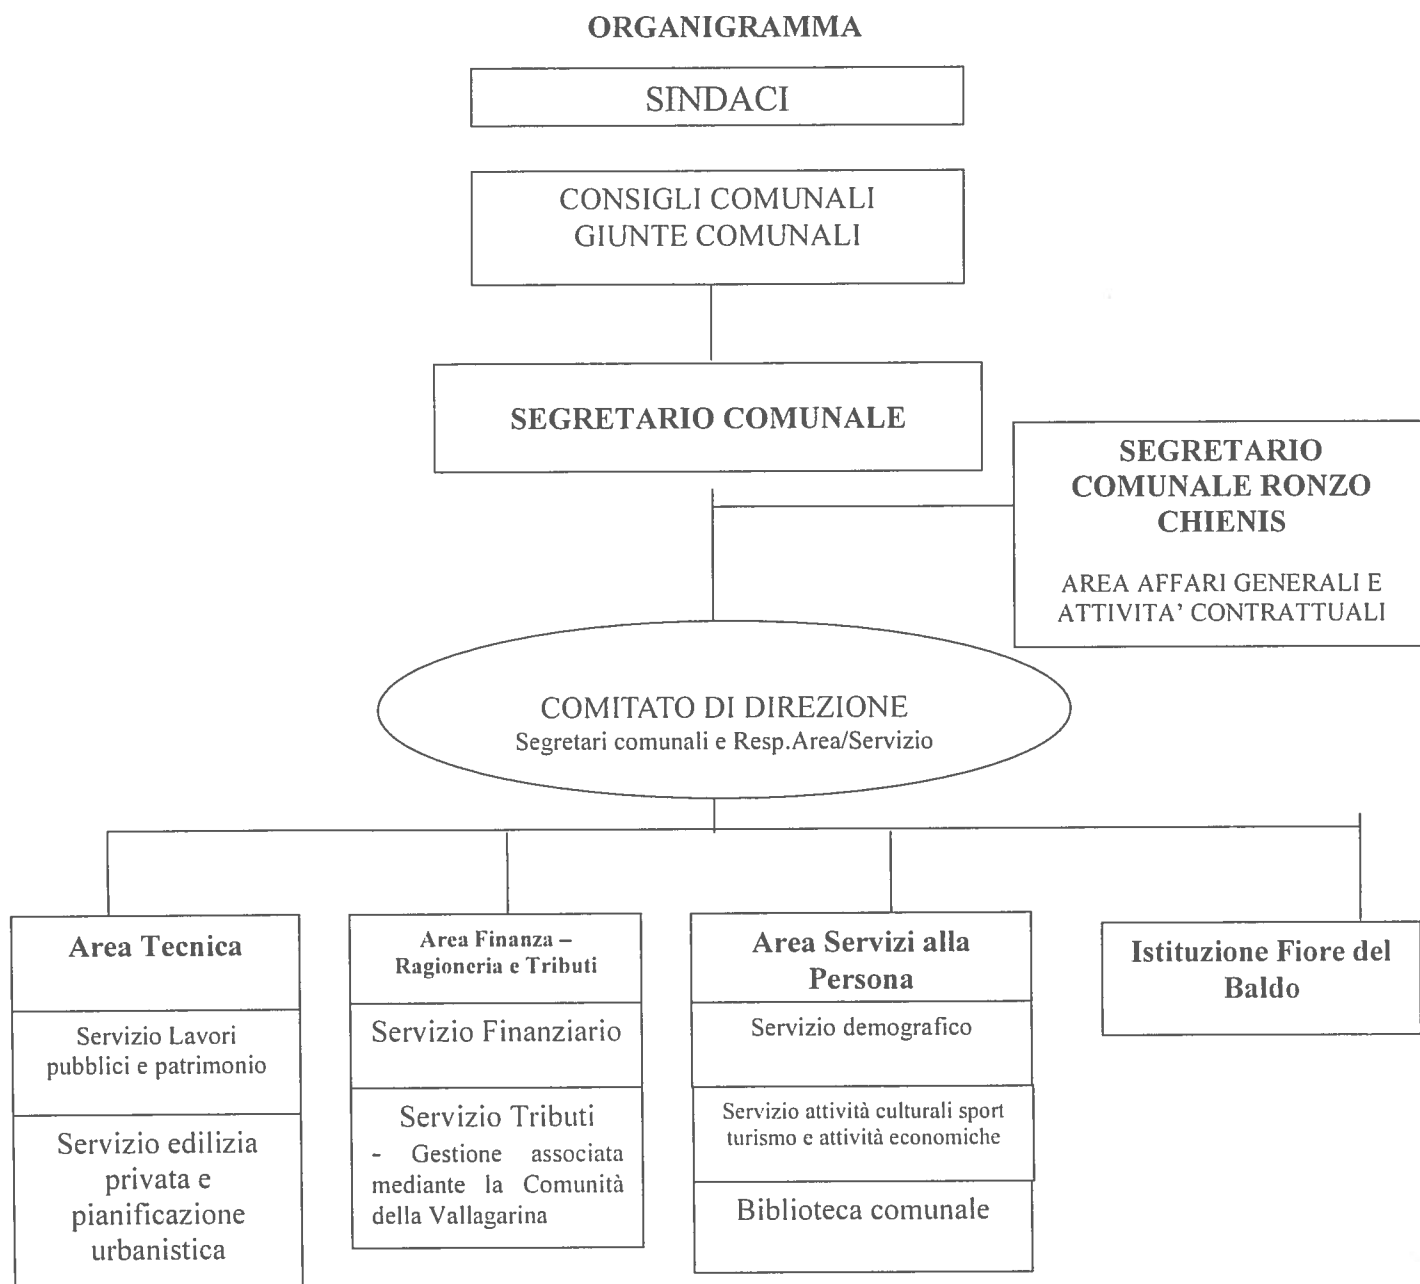 ORGANIGRAMMA
SINDACI
CONSIGLI COMUNALI
GIUNTE COMUNALI
SEGRETARIO COMUNALE
SEGRETARIO
COMUNALE RONZO
CHIENIS
AREA AFFARI GENERALI E
ATTIVITA’ CONTRATTUALI
COMITATO DI DIREZIONE
Segretari comunali e Resp.Area/Servizio
Area Tecnica
Servizio Lavori
pubblici e patrimonio
Servizio edilizia
privata e
pianificazione
urbanistica
Area Finanza –
Ragioneria e Tributi
Servizio Finanziario
Servizio Tributi
- Gestione associata
mediante la Comunità
della Vallagarina
Area Servizi alla
Persona
Servizio demografico
Servizio attività culturali sport
turismo e attività economiche
Biblioteca comunale
Istituzione Fiore del
Baldo